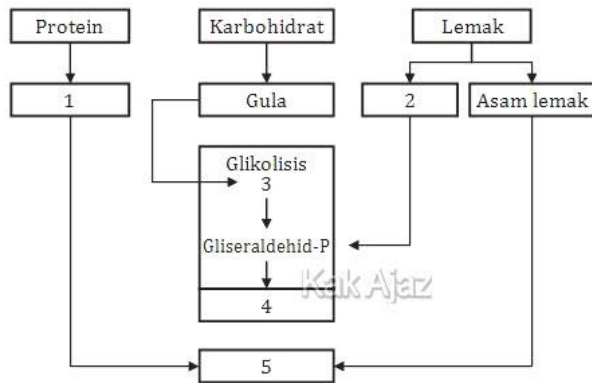 Protein
Karbohidrat
Lemak
1
Gula
2
Asam lemak
Glikolisis
3
Gliseraldehid-P
Kak Ajaz
4
5